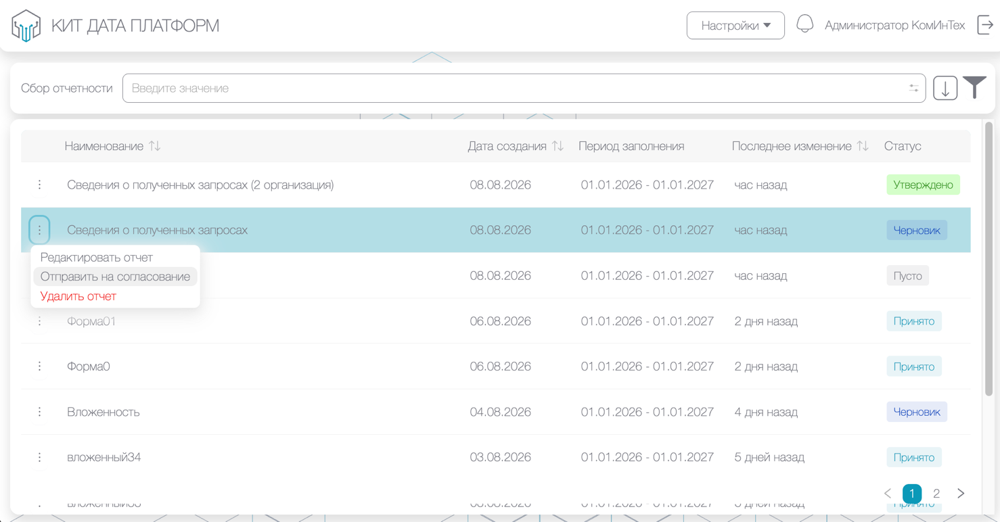 КИТ ДАТА ПЛАТФОРМ
Настройки
Администратор КомИнТех
Сбор отчетности
Введите значение
Наименование Дата создания Период заполнения Последнее изменение Статус
Сведения о полученных запросах (2 организация) 08.08.2026 01.01.2026 - 01.01.2027 час назад Утверждено
Сведения о полученных запросах 08.08.2026 01.01.2026 - 01.01.2027 час назад Черновик
Редактировать отчет
Отправить на согласование
Удалить отчет
08.08.2026 01.01.2026 - 01.01.2027 час назад Пусто
Форма01 06.08.2026 01.01.2026 - 01.01.2027 2 дня назад Принято
Форма0 06.08.2026 01.01.2026 - 01.01.2027 2 дня назад Принято
Вложенность 04.08.2026 01.01.2026 - 01.01.2027 4 дня назад Черновик
вложенный34 03.08.2026 01.01.2026 - 01.01.2027 5 дней назад Принято
1 2